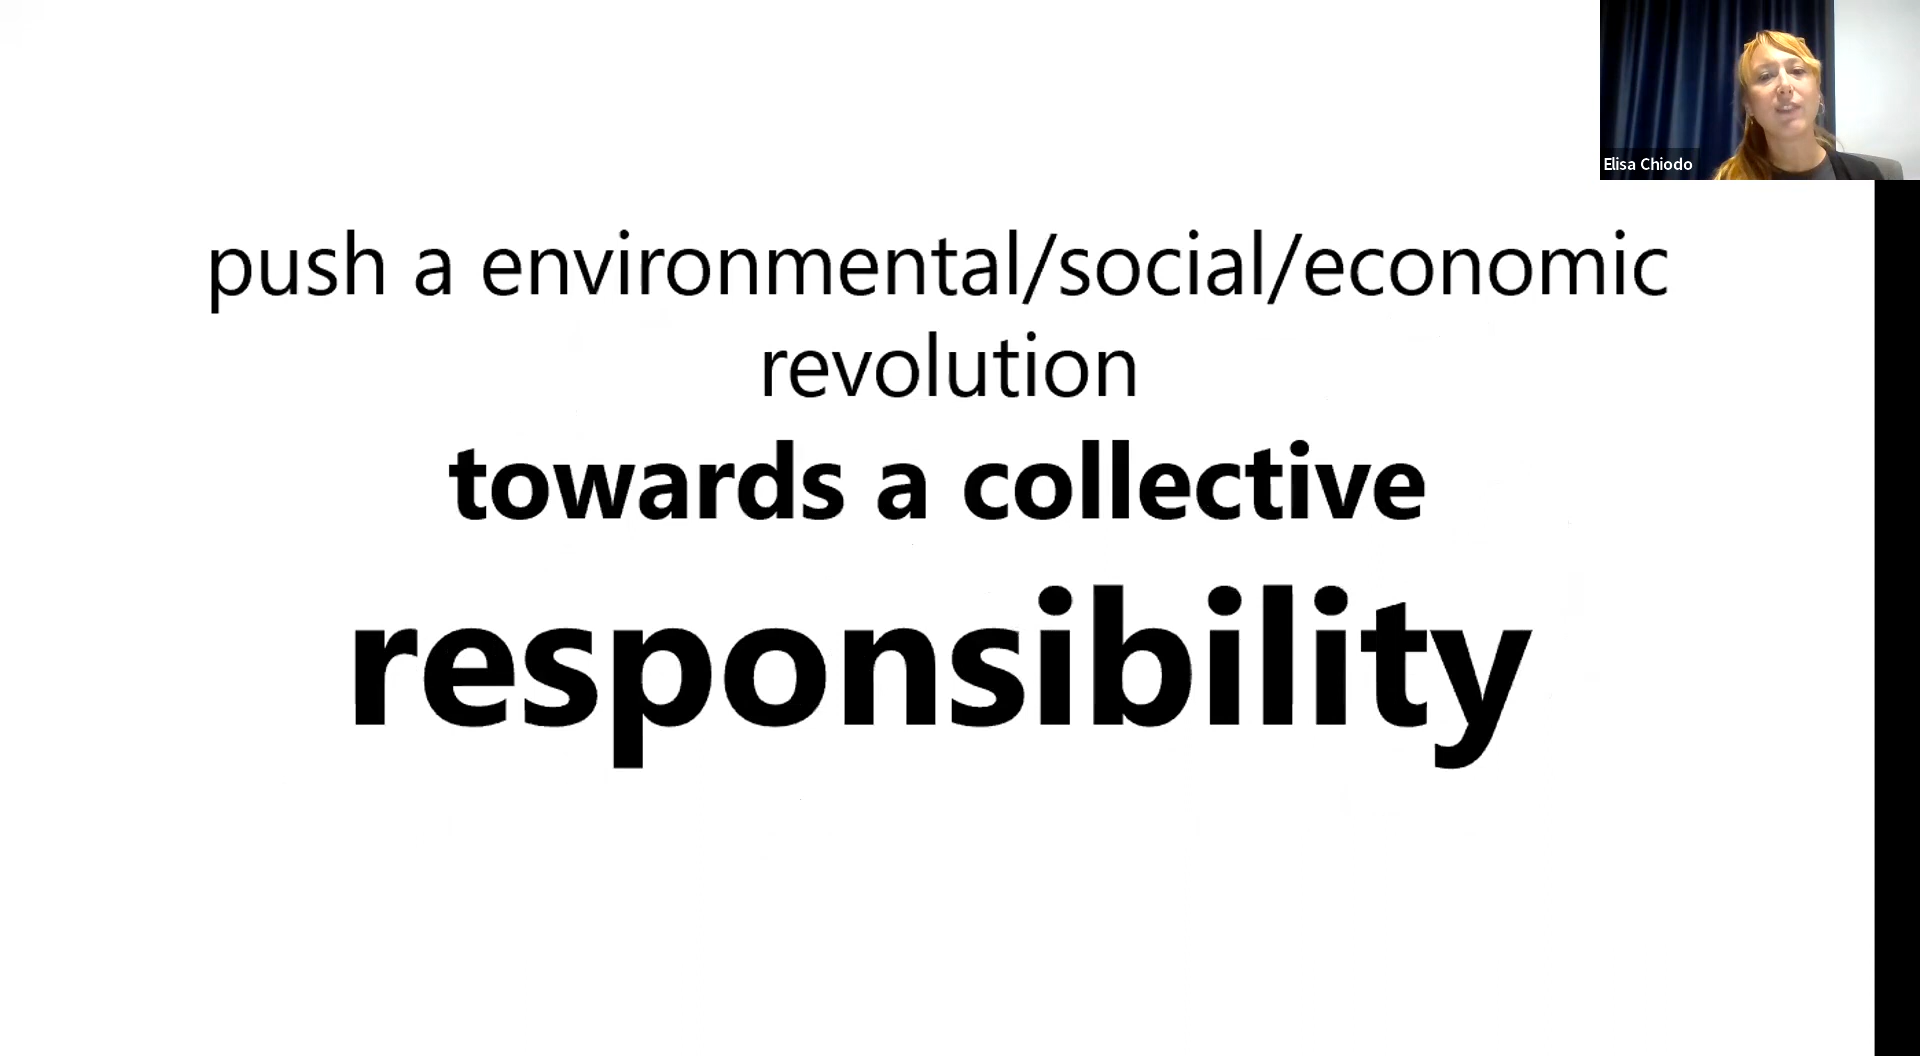 Elisa Chiodo
push a environmental/social/economic
revolution
towards a collective
responsibility